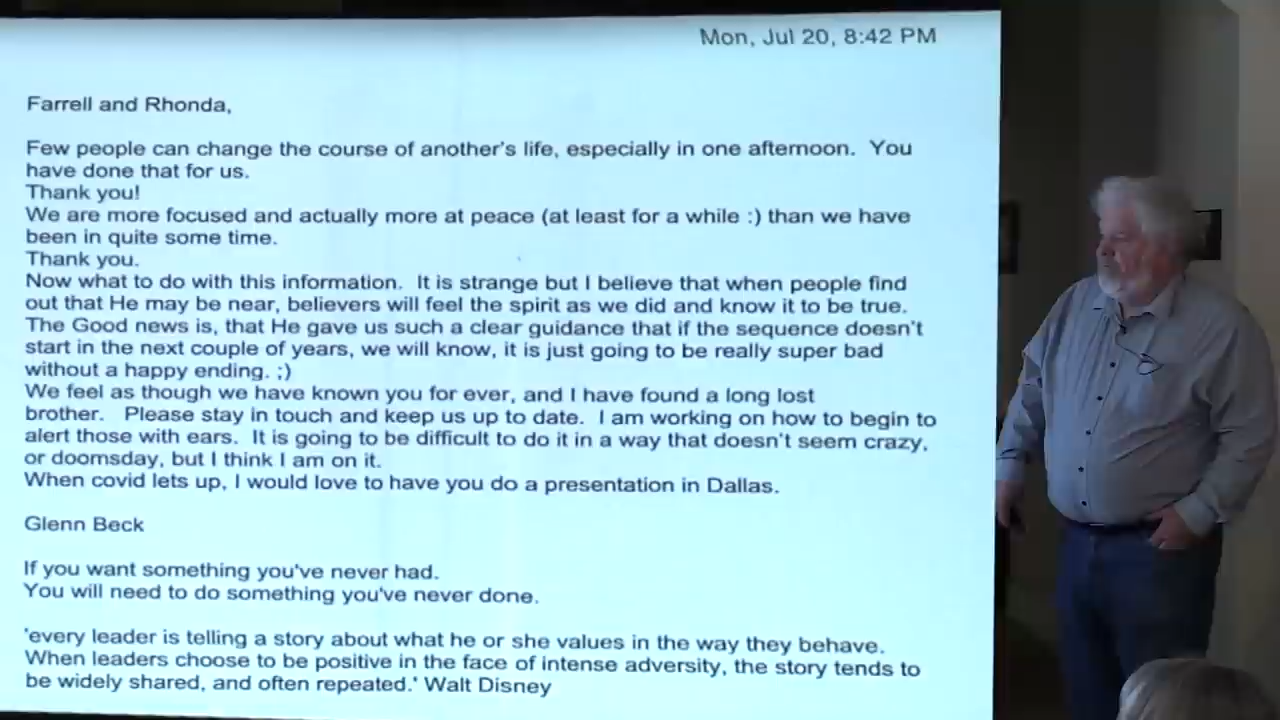 Mon, Jul 20, 8:42 PM
Farrell and Rhonda,
Few people can change the course of another's life, especially in one afternoon.  You
have done that for us.
Thank you!
We are more focused and actually more at peace (at least for a while :) than we have
been in quite some time.
Thank you.
Now what to do with this information.  It is strange but I believe that when people find
out that He may be near, believers will feel the spirit as we did and know it to be true.
The Good news is, that He gave us such a clear guidance that if the sequence doesn't
start in the next couple of years, we will know, it is just going to be really super bad
without a happy ending. ;)
We feel as though we have known you for ever, and I have found a long lost
brother.   Please stay in touch and keep us up to date.  I am working on how to begin to
alert those with ears.  It is going to be difficult to do it in a way that doesn't seem crazy,
or doomsday, but I think I am on it.
When covid lets up, I would love to have you do a presentation in Dallas.
Glenn Beck
If you want something you've never had.
You will need to do something you've never done.
'every leader is telling a story about what he or she values in the way they behave.
When leaders choose to be positive in the face of intense adversity, the story tends to
be widely shared, and often repeated.' Walt Disney